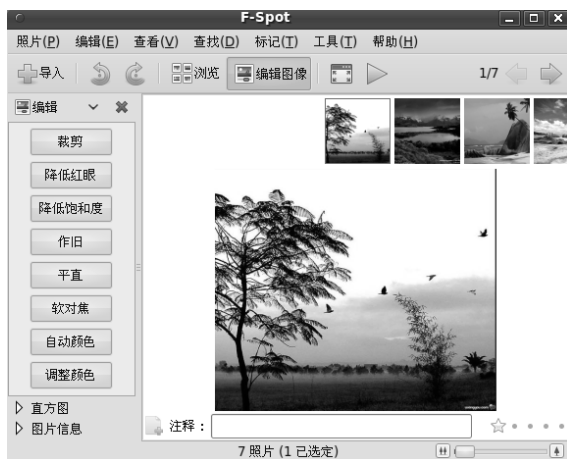 F-Spot
照片(P) 编辑(E) 查看(V) 查找(D) 标记(T) 工具(T) 帮助(H)
导入 浏览 编辑图像 1/7
编辑
裁剪
降低红眼
降低饱和度
作旧
平直
软对焦
自动颜色
调整颜色
直方图
图片信息
注释：
7 照片 (1 已选定)